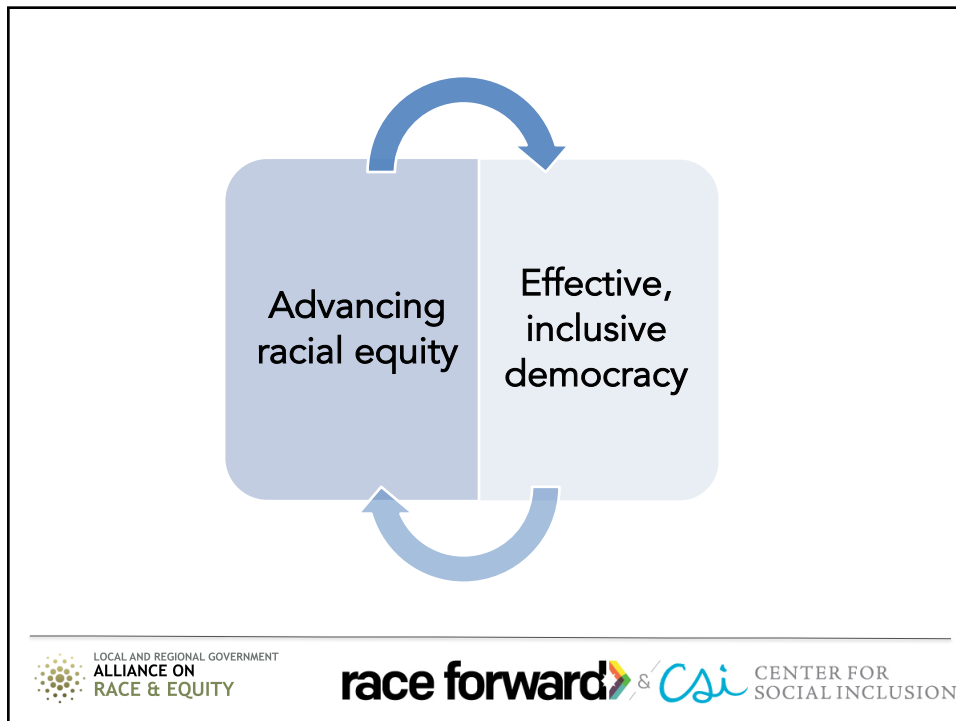 Advancing
racial equity
Effective,
inclusive
democracy
LOCAL AND REGIONAL GOVERNMENT
ALLIANCE ON
RACE & EQUITY
race forward & CSi CENTER FOR
SOCIAL INCLUSION